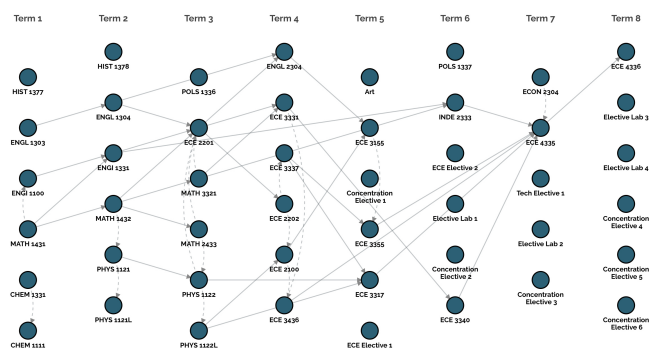 Term 1
Term 2
Term 3
Term 4
Term 5
Term 6
Term 7
Term 8
HIST 1377
ENGL 1303
ENGI 1100
MATH 1431
CHEM 1331
CHEM 1111
HIST 1378
ENGL 1304
ENGI 1331
MATH 1432
PHYS 1121
PHYS 1121L
POLS 1336
ECE 2201
MATH 3321
MATH 2433
PHYS 1122
PHYS 1122L
ENGL 2304
ECE 3331
ECE 3337
ECE 2202
ECE 2100
ECE 3436
Art
ECE 3155
Concentration
Elective 1
ECE 3355
ECE 3317
ECE Elective 1
POLS 1337
INDE 2333
ECE Elective 2
Elective Lab 1
Concentration
Elective 2
ECE 3340
ECON 2304
ECE 4335
Tech Elective 1
Elective Lab 2
Concentration
Elective 3
ECE 4336
Elective Lab 3
Elective Lab 4
Concentration
Elective 4
Concentration
Elective 5
Concentration
Elective 6